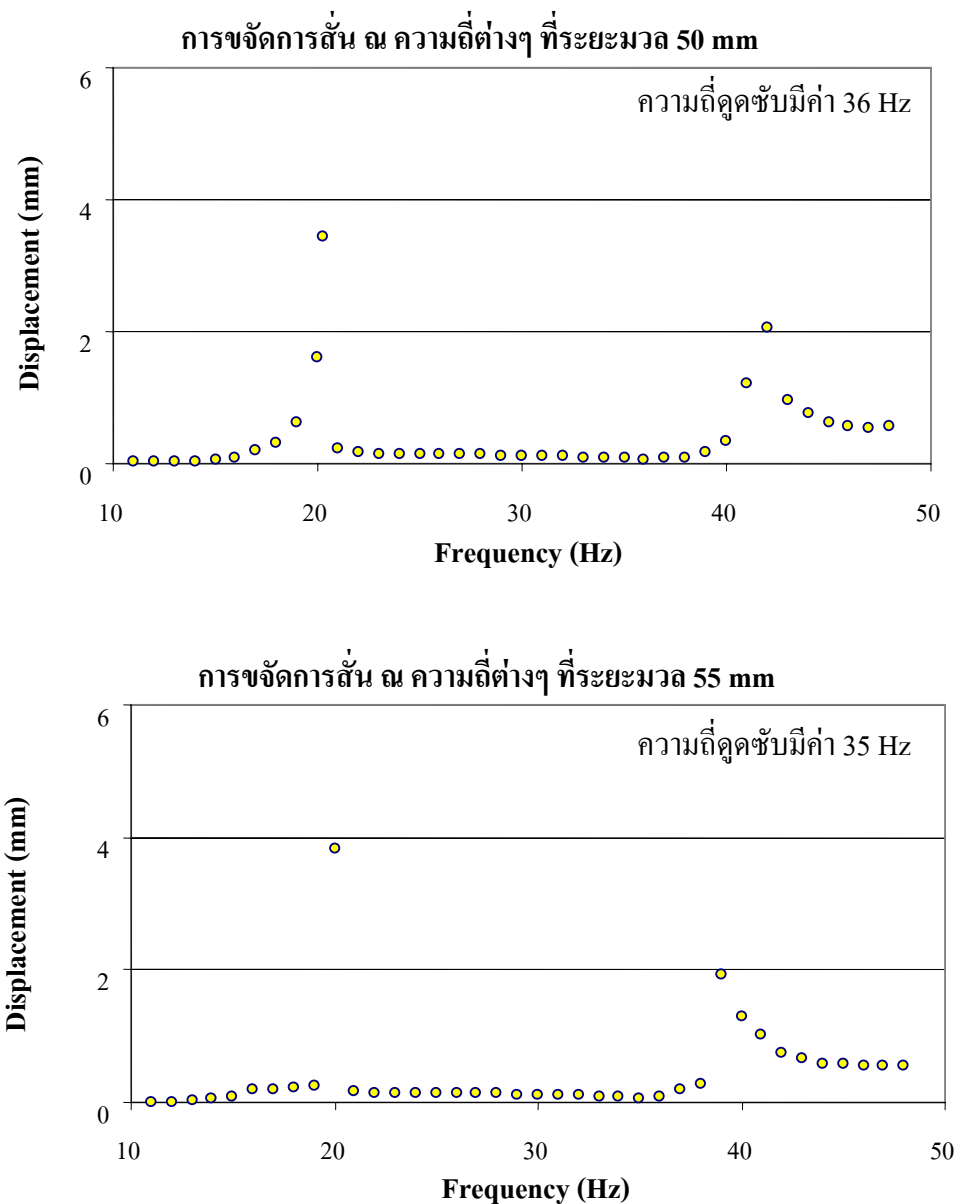 การขจัดการสั่น ณ ความถี่ต่างๆ ที่ระยะมวล 50 mm
ความถี่ดูดซับมีค่า 36 Hz
Displacement (mm)
6
4
2
0
10 20 30 40 50
Frequency (Hz)
การขจัดการสั่น ณ ความถี่ต่างๆ ที่ระยะมวล 55 mm
ความถี่ดูดซับมีค่า 35 Hz
Displacement (mm)
6
4
2
0
10 20 30 40 50
Frequency (Hz)